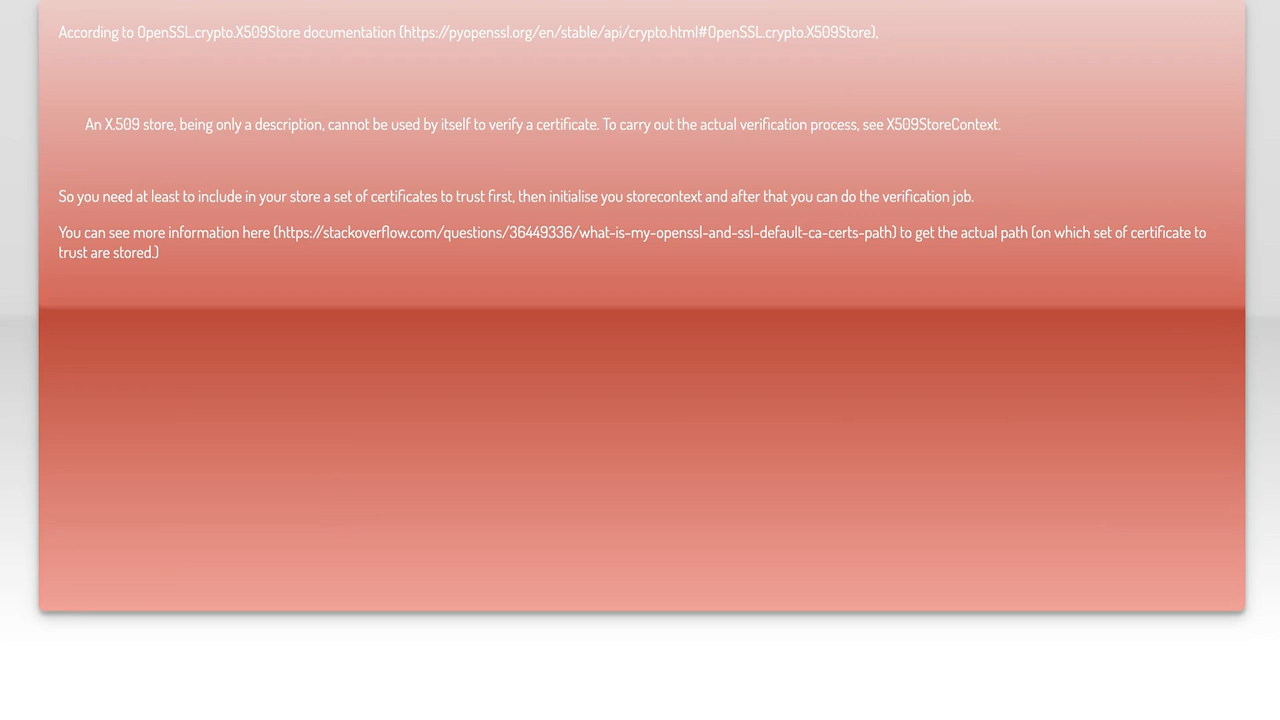 According to OpenSSL.crypto.X509Store documentation (https://pyopenssl.org/en/stable/api/crypto.html#OpenSSL.crypto.X509Store),
An X.509 store, being only a description, cannot be used by itself to verify a certificate. To carry out the actual verification process, see X509StoreContext.
So you need at least to include in your store a set of certificates to trust first, then initialise you storecontext and after that you can do the verification job.
You can see more information here (https://stackoverflow.com/questions/36449336/what-is-my-openssl-and-ssl-default-ca-certs-path) to get the actual path (on which set of certificate to
trust are stored.)